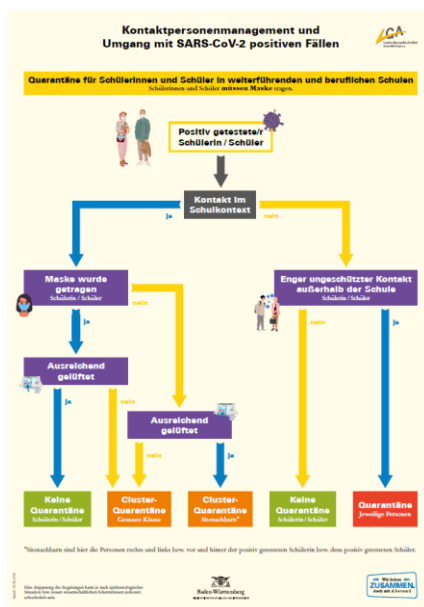 Kontaktpersonenmanagement und
Umgang mit SARS-CoV-2 positiven Fällen
Quarantäne für Schülerinnen und Schüler in weiterführenden und beruflichen Schulen
Schülerinnen und Schüler müssen Maske tragen.
Positiv getestete/r
Schülerin / Schüler
Kontakt im
Schulkontext
ja
nein
Maske wurde
getragen
Schülerin / Schüler
Enger ungeschützter Kontakt
außerhalb der Schule
Schülerin / Schüler
nein
ja
nein
ja
Ausreichend
gelüftet
ja
nein
Ausreichend
gelüftet
nein
ja
Keine
Quarantäne
Schülerin / Schüler
Cluster-
Quarantäne
Gesamte Klasse
Cluster-
Quarantäne
Sitznachbarn*
Keine
Quarantäne
Schülerin / Schüler
Quarantäne
Jeweilige Personen
*Sitznachbarn sind hier die Personen rechts und links bzw. vor und hinter der positiv getesteten Schülerin bzw. dem positiv getesteten Schüler.
Baden-Württemberg
ZUSAMMEN.